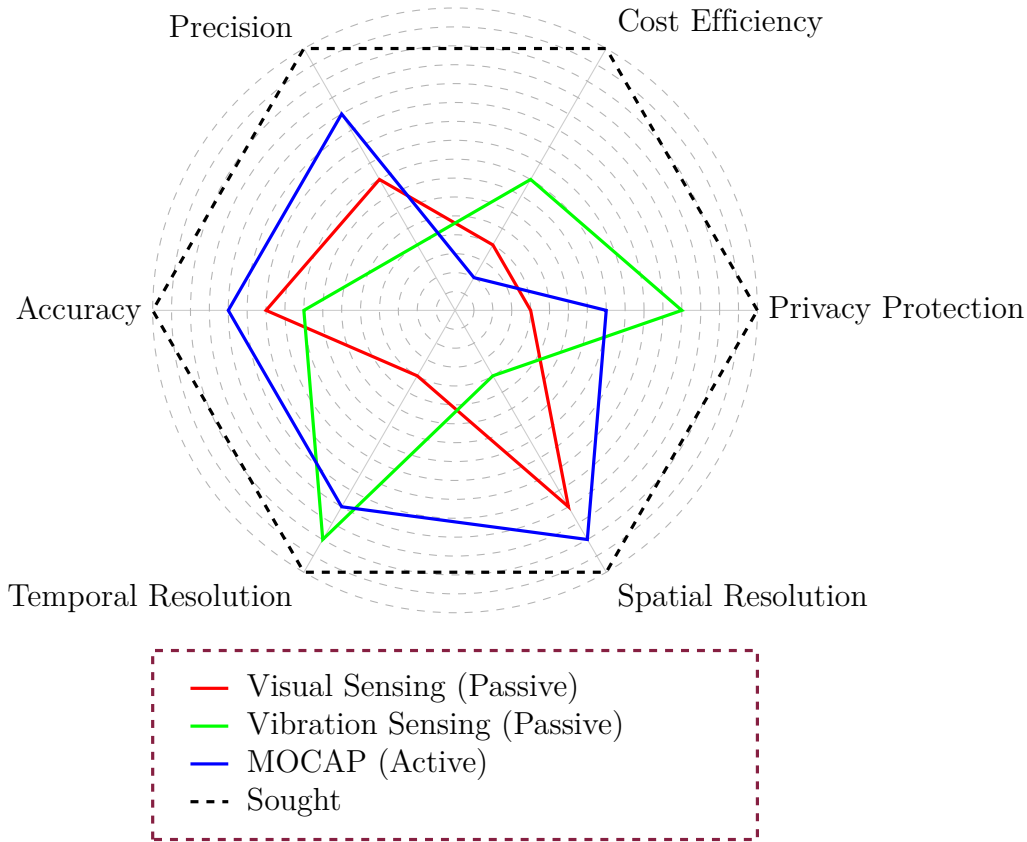 Precision
Cost Efficiency
Accuracy
Privacy Protection
Temporal Resolution
Spatial Resolution
Visual Sensing (Passive)
Vibration Sensing (Passive)
MOCAP (Active)
Sought